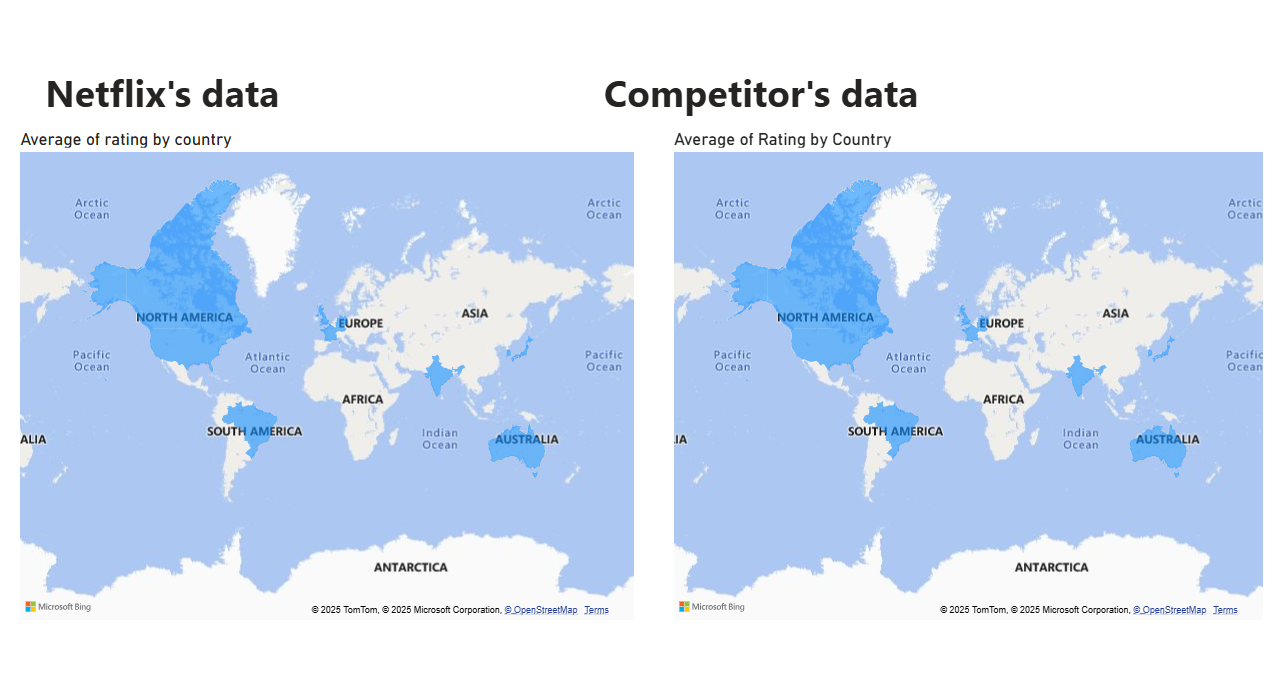 Netflix's data
Average of rating by country
Arctic
Ocean
Arctic
Ocean
NORTH AMERICA
EUROPE
ASIA
Pacific
Ocean
Atlantic
Ocean
Pacific
Ocean
AFRICA
SOUTH AMERICA
Indian
Ocean
ALIA
AUSTRALIA
ANTARCTICA
Microsoft Bing
© 2025 TomTom, © 2025 Microsoft Corporation, © OpenStreetMap Terms
Competitor's data
Average of Rating by Country
Arctic
Ocean
Arctic
Ocean
NORTH AMERICA
EUROPE
ASIA
Pacific
Ocean
Atlantic
Ocean
Pacific
Ocean
AFRICA
SOUTH AMERICA
Indian
Ocean
IA
AUSTRALIA
ANTARCTICA
Microsoft Bing
© 2025 TomTom, © 2025 Microsoft Corporation, © OpenStreetMap Terms